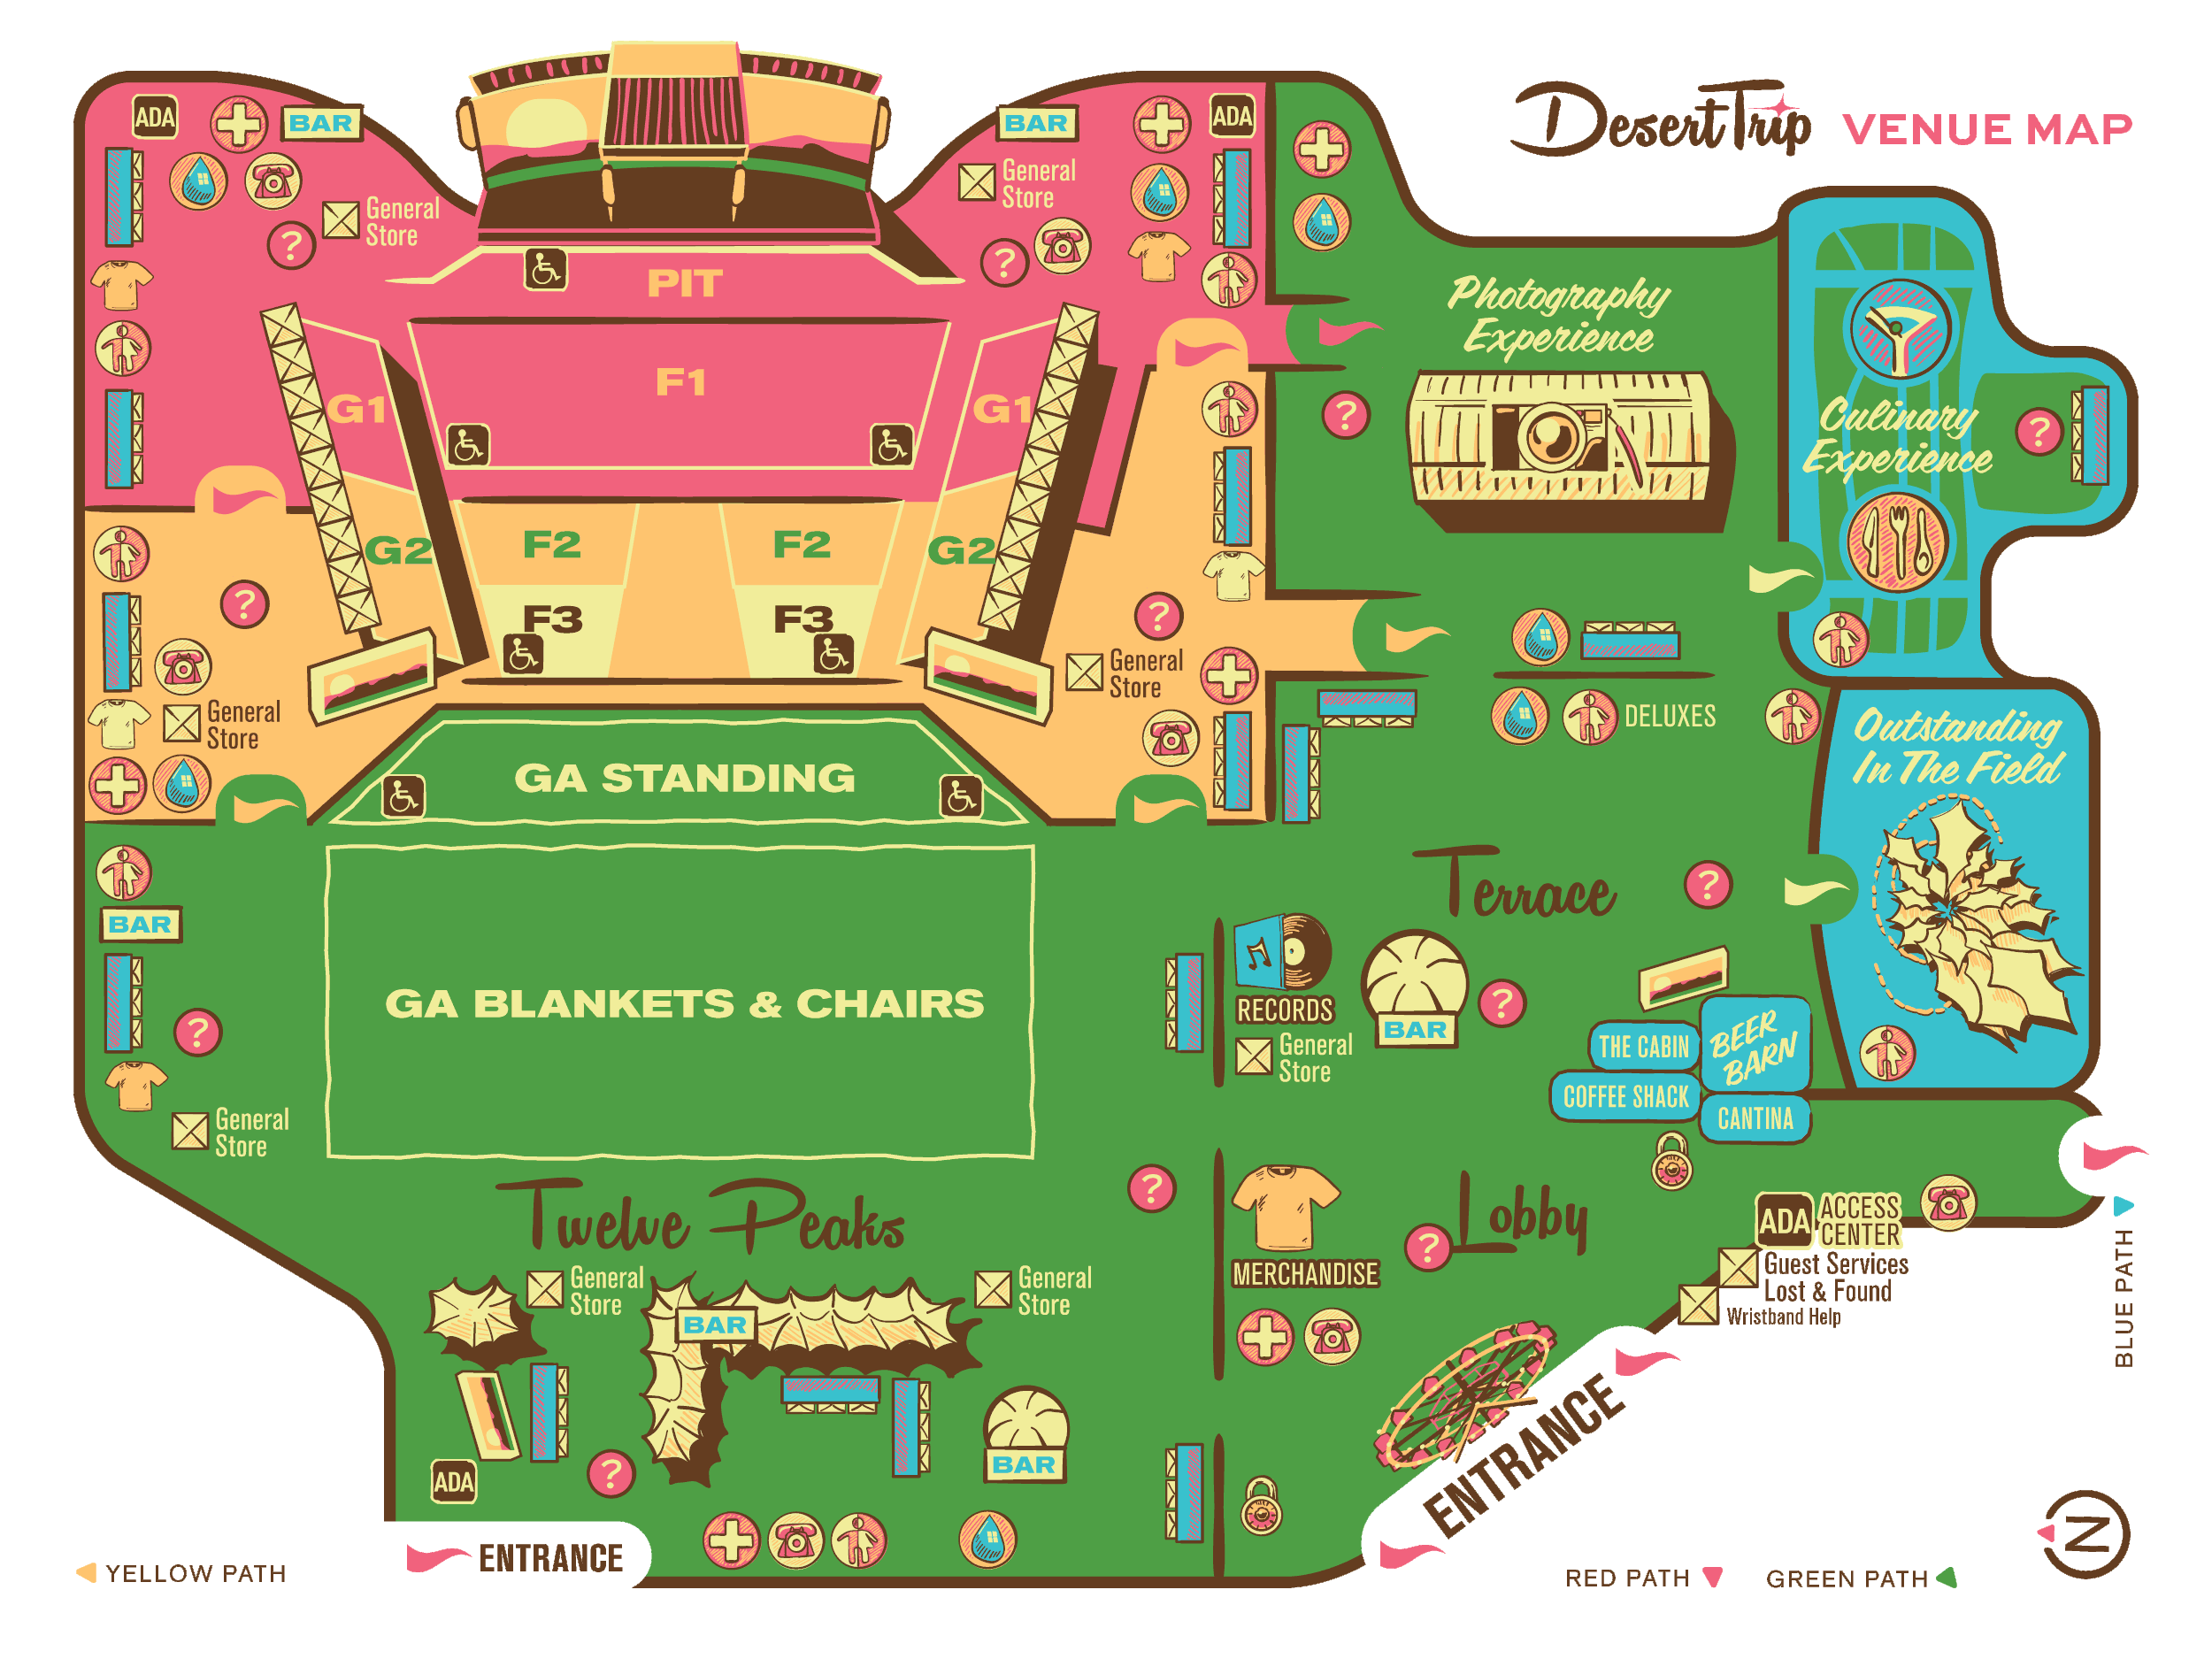 Desert Trip VENUE MAP
ADA
BAR
General
Store
?
BAR
ADA
General
Store
?
PIT
F1
G1
G1
G2
F2
F2
G2
F3
F3
?
General
Store
?
General
Store
GA STANDING
GA BLANKETS & CHAIRS
BAR
?
General
Store
Photography
Experience
?
Culinary
Experience
?
DELUXES
Outstanding
In The Field
Terrace
?
RECORDS
General
Store
BAR
?
THE CABIN
BEER
BARN
COFFEE SHACK
CANTINA
Twelve Peaks
General
Store
BAR
General
Store
BAR
ADA
?
?
MERCHANDISE
Lobby
?
ADA ACCESS
CENTER
Guest Services
Lost & Found
Wristband Help
ENTRANCE
ENTRANCE
BLUE PATH
YELLOW PATH
RED PATH
GREEN PATH
N